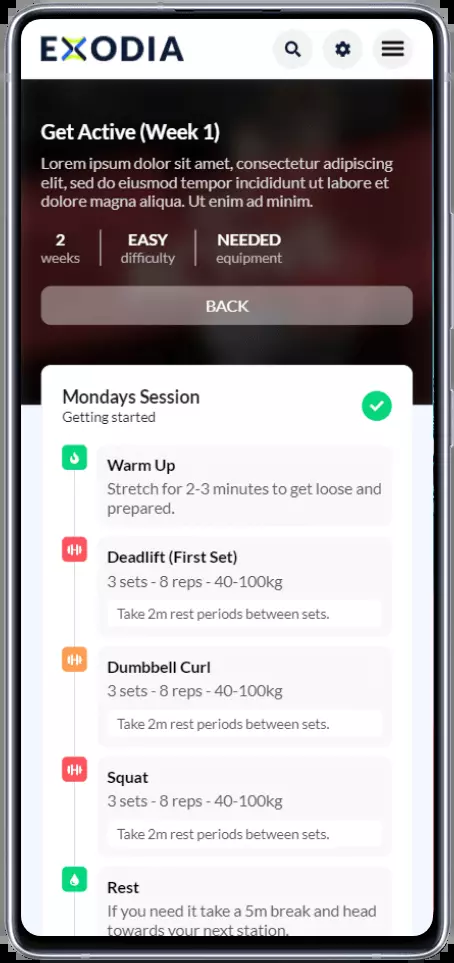 EXODIA
Get Active (Week 1)
Lorem ipsum dolor sit amet, consectetur adipiscing
elit, sed do eiusmod tempor incididunt ut labore et
dolore magna aliqua. Ut enim ad minim.
2 EASY NEEDED
weeks difficulty equipment
BACK
Mondays Session
Getting started
Warm Up
Stretch for 2-3 minutes to get loose and
prepared.
Deadlift (First Set)
3 sets - 8 reps - 40-100kg
Take 2m rest periods between sets.
Dumbbell Curl
3 sets - 8 reps - 40-100kg
Take 2m rest periods between sets.
Squat
3 sets - 8 reps - 40-100kg
Take 2m rest periods between sets.
Rest
If you need it take a 5m break and head
towards your next station.